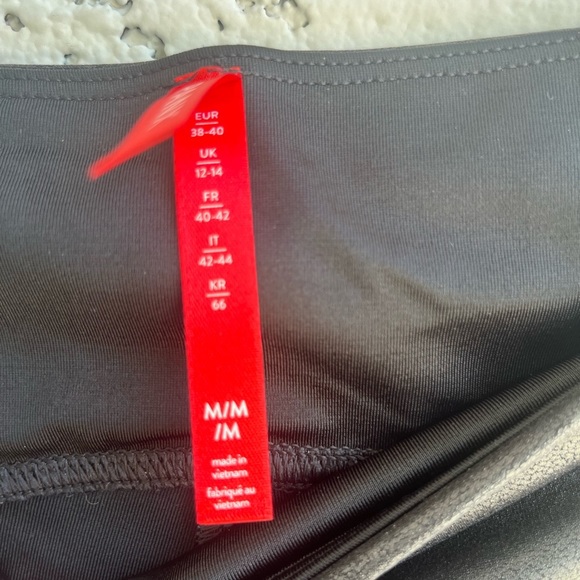 EUR
38-40
UK
12-14
FR
40-42
IT
42-44
KR
66
M/M
/M
made in
vietnam
fabriqué au
vietnam